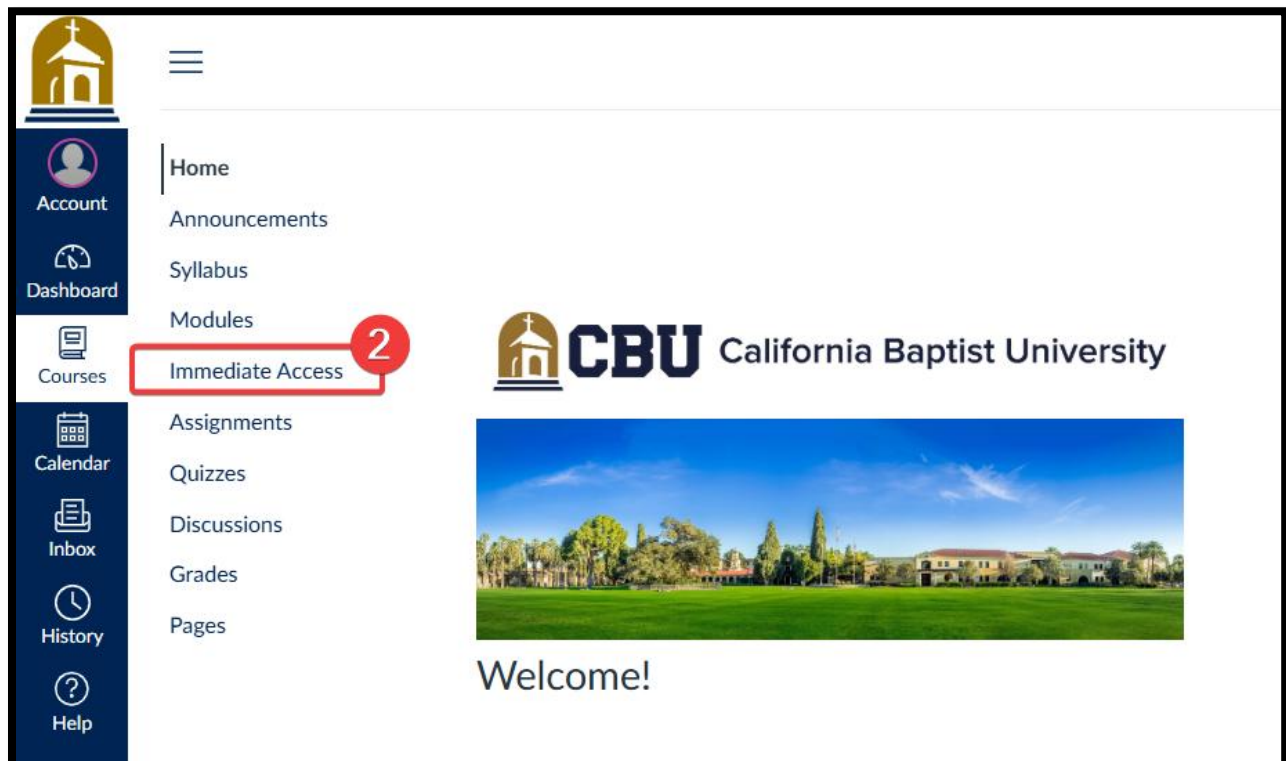 Account
Dashboard
Courses
Calendar
Inbox
History
Help
Home
Announcements
Syllabus
Modules
2
Immediate Access
Assignments
Quizzes
Discussions
Grades
Pages
CBU California Baptist University
Welcome!